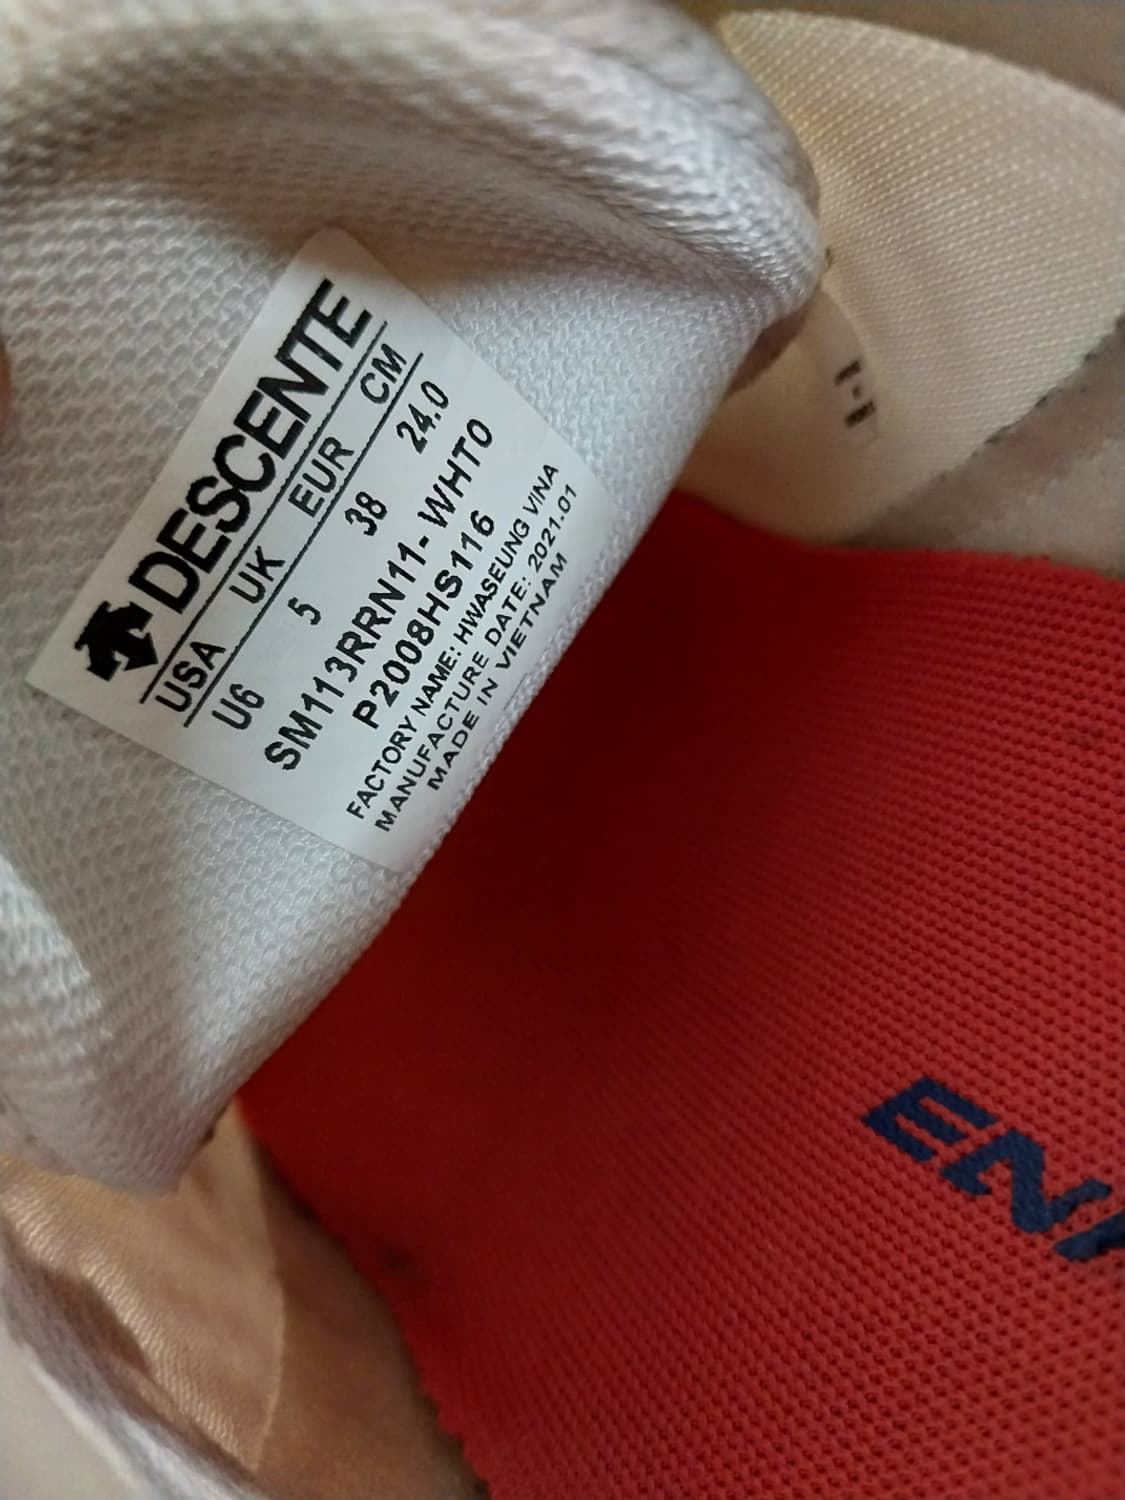 DESCENTE
USA UK EUR CM
U6 5 38 24.0
SM113RRN11-WHT0
P2008HS116
FACTORY NAME: HWASEUNG VINA
MANUFACTURE DATE: 2021.01
MADE IN VIETNAM